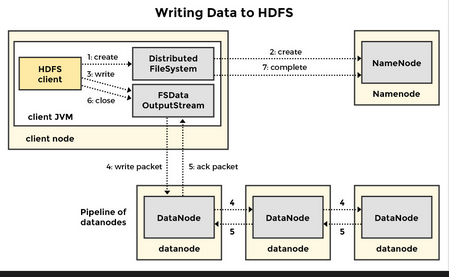 Writing Data to HDFS
HDFS
client
1: create
3: write
6: close
Distributed
FileSystem
FSData
OutputStream
client JVM
client node
2: create
7: complete
NameNode
Namenode
4: write packet
5: ack packet
Pipeline of
datanodes
DataNode
datanode
4
5
DataNode
datanode
4
5
DataNode
datanode